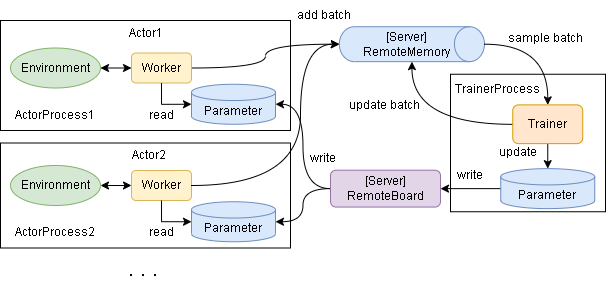 Actor1
Environment
Worker
ActorProcess1
read
Parameter
add batch
[Server]
RemoteMemory
sample batch
TrainerProcess
update batch
Trainer
update
Parameter
write
[Server]
RemoteBoard
write
Actor2
Environment
Worker
ActorProcess2
read
Parameter
. . .